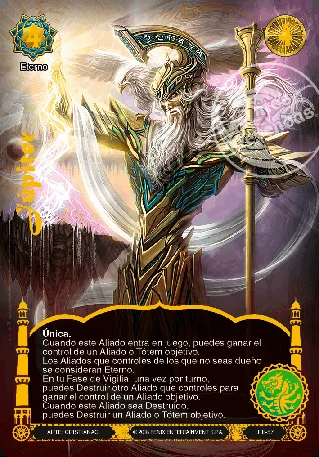 Eterno
Júpiter
Única.
Cuando este Aliado entra en juego, puedes ganar el
control de un Aliado o Tótem objetivo.
Los Aliados que controles de los que no seas dueño
se consideran Eterno.
En tu Fase de Vigilia, una vez por turno,
puedes Destruir otro Aliado que controles para
ganar el control de un Aliado objetivo.
Cuando este Aliado sea Destruido,
puedes Destruir un Aliado o Tótem objetivo.